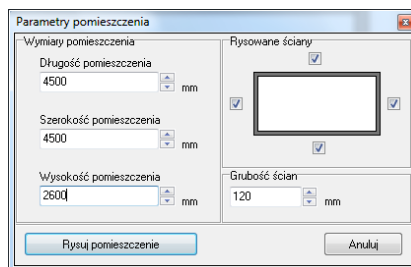 Parametry pomieszczenia
Wymiary pomieszczenia
Długość pomieszczenia
4500
mm
Szerokość pomieszczenia
4500
mm
Wysokość pomieszczenia
2600
mm
Rysowane ściany
Grubość ścian
120
mm
Rysuj pomieszczenie
Anuluj